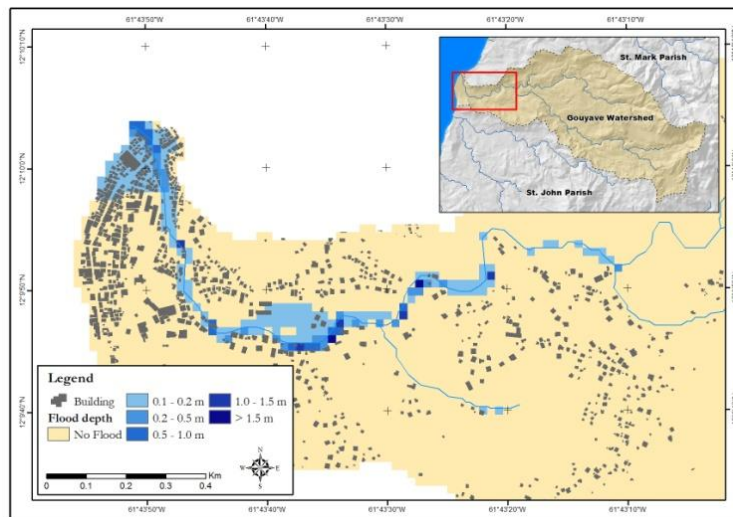 61°43'50"W 61°43'40"W 61°43'30"W 61°43'20"W 61°43'10"W
12°10'10"N
St. Mark Parish
Gouyave Watershed
St. John Parish
12°10'0"N
12°9'50"N
12°9'40"N
Legend
Building
Flood depth
No Flood
0.1 - 0.2 m
0.2 - 0.5 m
0.5 - 1.0 m
1.0 - 1.5 m
> 1.5 m
N
W E
S
0 0.1 0.2 0.3 0.4
Km
61°43'50"W 61°43'40"W 61°43'30"W 61°43'20"W 61°43'10"W